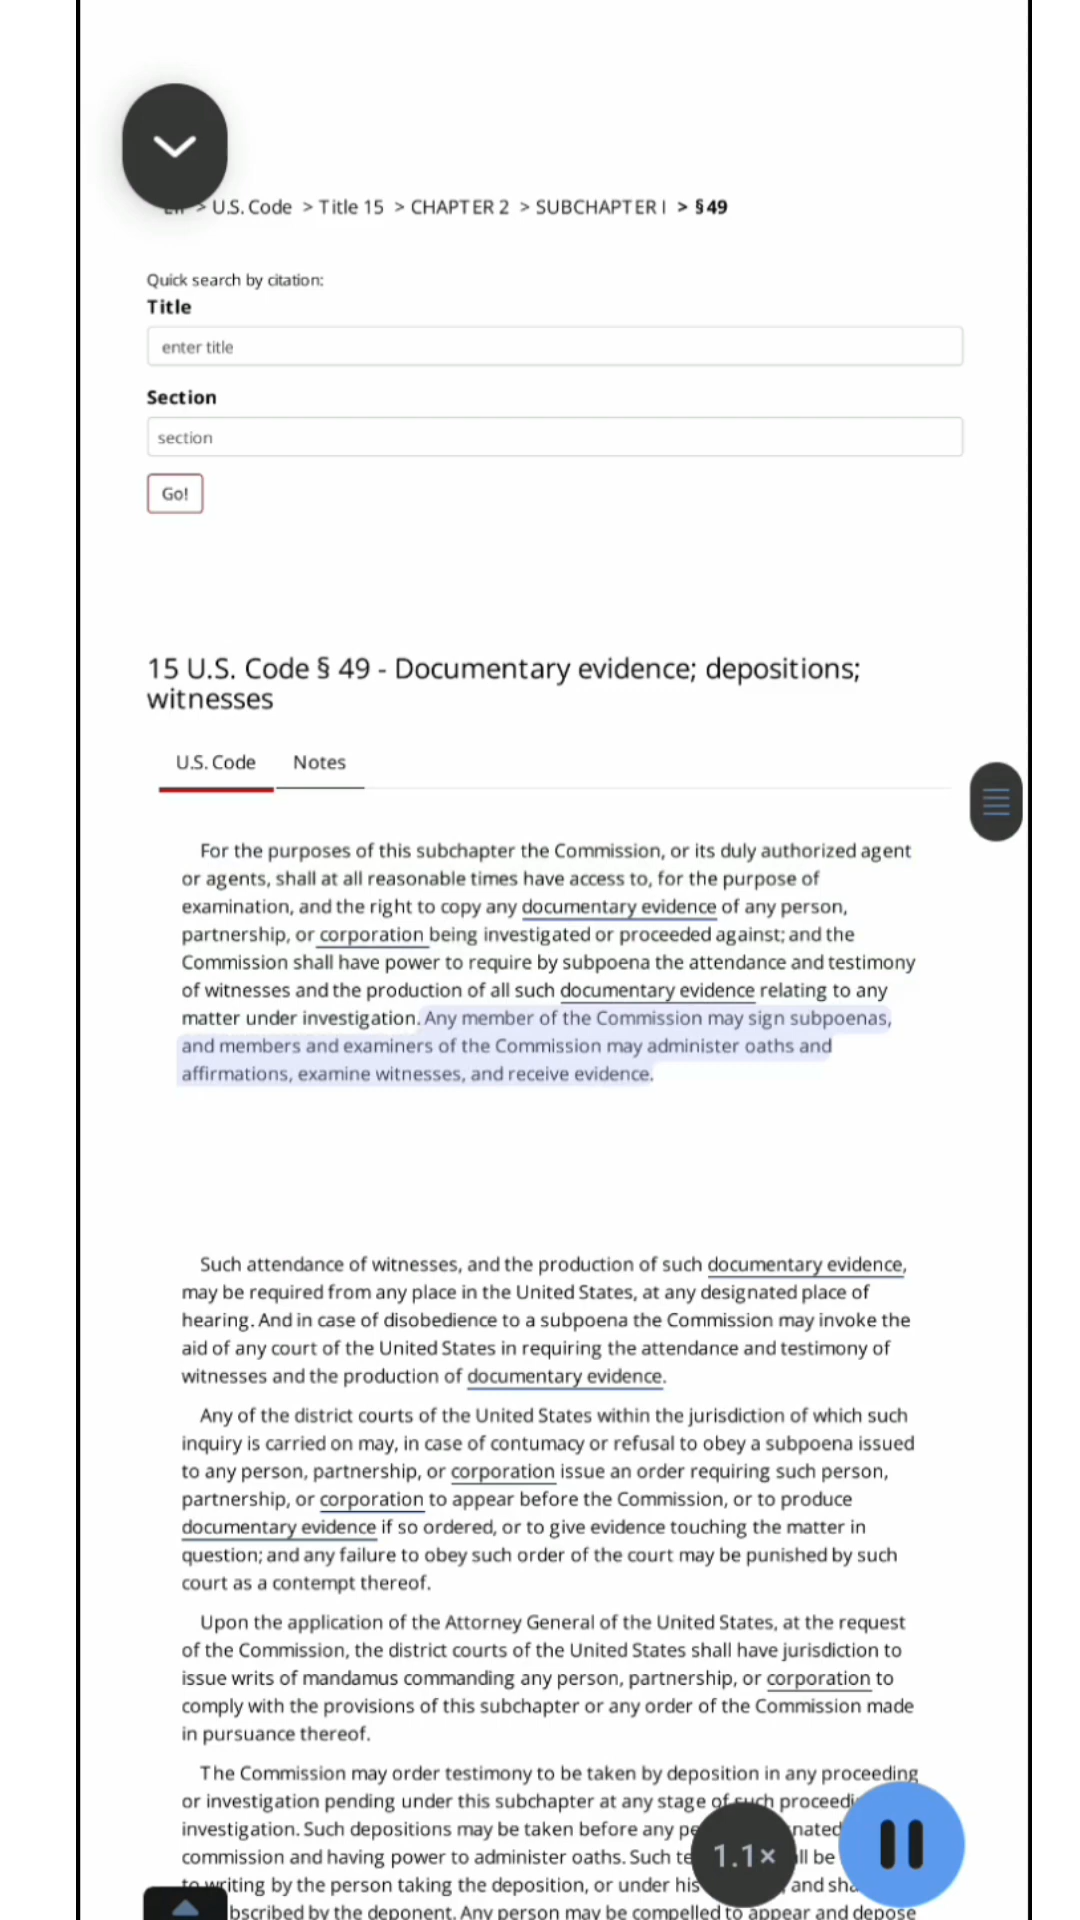 > U.S. Code > Title 15 > CHAPTER 2 > SUBCHAPTER I > § 49
Quick search by citation:
Title
enter title
Section
section
Go!
15 U.S. Code § 49 - Documentary evidence; depositions;
witnesses
U.S. Code Notes
For the purposes of this subchapter the Commission, or its duly authorized agent
or agents, shall at all reasonable times have access to, for the purpose of
examination, and the right to copy any documentary evidence of any person,
partnership, or corporation being investigated or proceeded against; and the
Commission shall have power to require by subpoena the attendance and testimony
of witnesses and the production of all such documentary evidence relating to any
matter under investigation. Any member of the Commission may sign subpoenas,
and members and examiners of the Commission may administer oaths and
affirmations, examine witnesses, and receive evidence.
Such attendance of witnesses, and the production of such documentary evidence,
may be required from any place in the United States, at any designated place of
hearing. And in case of disobedience to a subpoena the Commission may invoke the
aid of any court of the United States in requiring the attendance and testimony of
witnesses and the production of documentary evidence.
Any of the district courts of the United States within the jurisdiction of which such
inquiry is carried on may, in case of contumacy or refusal to obey a subpoena issued
to any person, partnership, or corporation issue an order requiring such person,
partnership, or corporation to appear before the Commission, or to produce
documentary evidence if so ordered, or to give evidence touching the matter in
question; and any failure to obey such order of the court may be punished by such
court as a contempt thereof.
Upon the application of the Attorney General of the United States, at the request
of the Commission, the district courts of the United States shall have jurisdiction to
issue writs of mandamus commanding any person, partnership, or corporation to
comply with the provisions of this subchapter or any order of the Commission made
in pursuance thereof.
The Commission may order testimony to be taken by deposition in any proceeding
or investigation pending under this subchapter at any stage of such
investigation. Such depositions may be taken before any
commission and having power to administer oaths. Such be
1.1×
to writing by the person taking the deposition, or under his and
by the deponent. Any person may be compelled to appear and depose